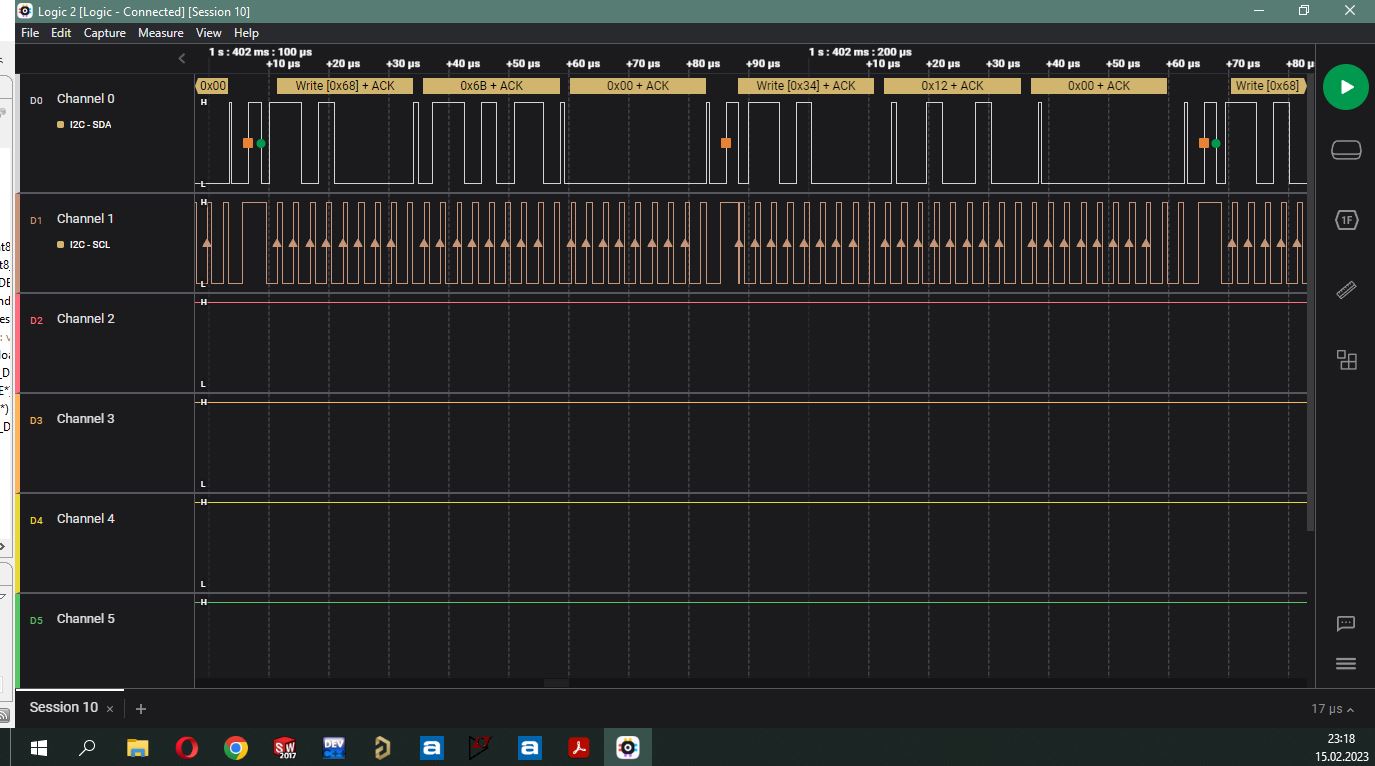 Logic 2 [Logic - Connected] [Session 10]
File Edit Capture Measure View Help
1 s : 402 ms : 100 µs 1 s : 402 ms : 200 µs
+10 µs +20 µs +30 µs +40 µs +50 µs +60 µs +70 µs +80 µs +90 µs +10 µs +20 µs +30 µs +40 µs +50 µs +60 µs +70 µs +80 µ
0x00 Write [0x68] + ACK 0x6B + ACK 0x00 + ACK Write [0x34] + ACK 0x12 + ACK 0x00 + ACK Write [0x68]
D0 Channel 0 H
I2C - SDA
L
D1 Channel 1 H
I2C - SCL
L
D2 Channel 2 H
L
D3 Channel 3 H
L
D4 Channel 4 H
L
D5 Channel 5 H
1F
Session 10 × +
17 µs
SW
2017
DEV
C++
a
a
23:18
15.02.2023